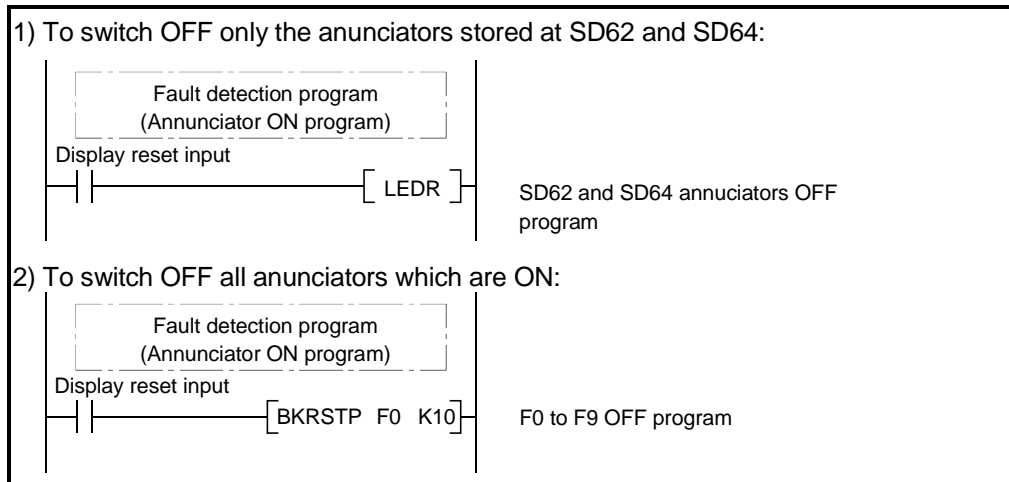 1) To switch OFF only the anunciators stored at SD62 and SD64:
Fault detection program
(Annunciator ON program)
Display reset input
LEDR
SD62 and SD64 annuciators OFF
program
2) To switch OFF all anunciators which are ON:
Fault detection program
(Annunciator ON program)
Display reset input
BKRSTP F0 K10
F0 to F9 OFF program